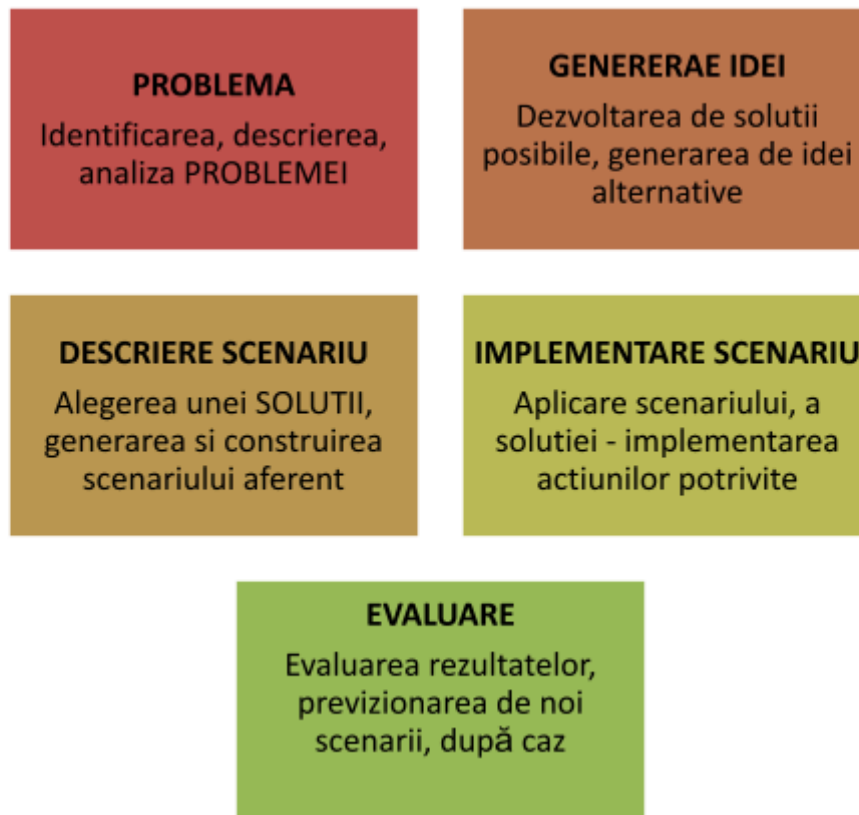 PROBLEMA
Identificarea, descrierea,
analiza PROBLEMEI
GENERERAE IDEI
Dezvoltarea de solutii
posibile, generarea de idei
alternative
DESCRIERE SCENARIU
Alegerea unei SOLUTII,
generarea si construirea
scenariului aferent
IMPLEMENTARE SCENARIU
Aplicare scenariului, a
solutiei - implementarea
actiunilor potrivite
EVALUARE
Evaluarea rezultatelor,
previzionarea de noi
scenarii, după caz